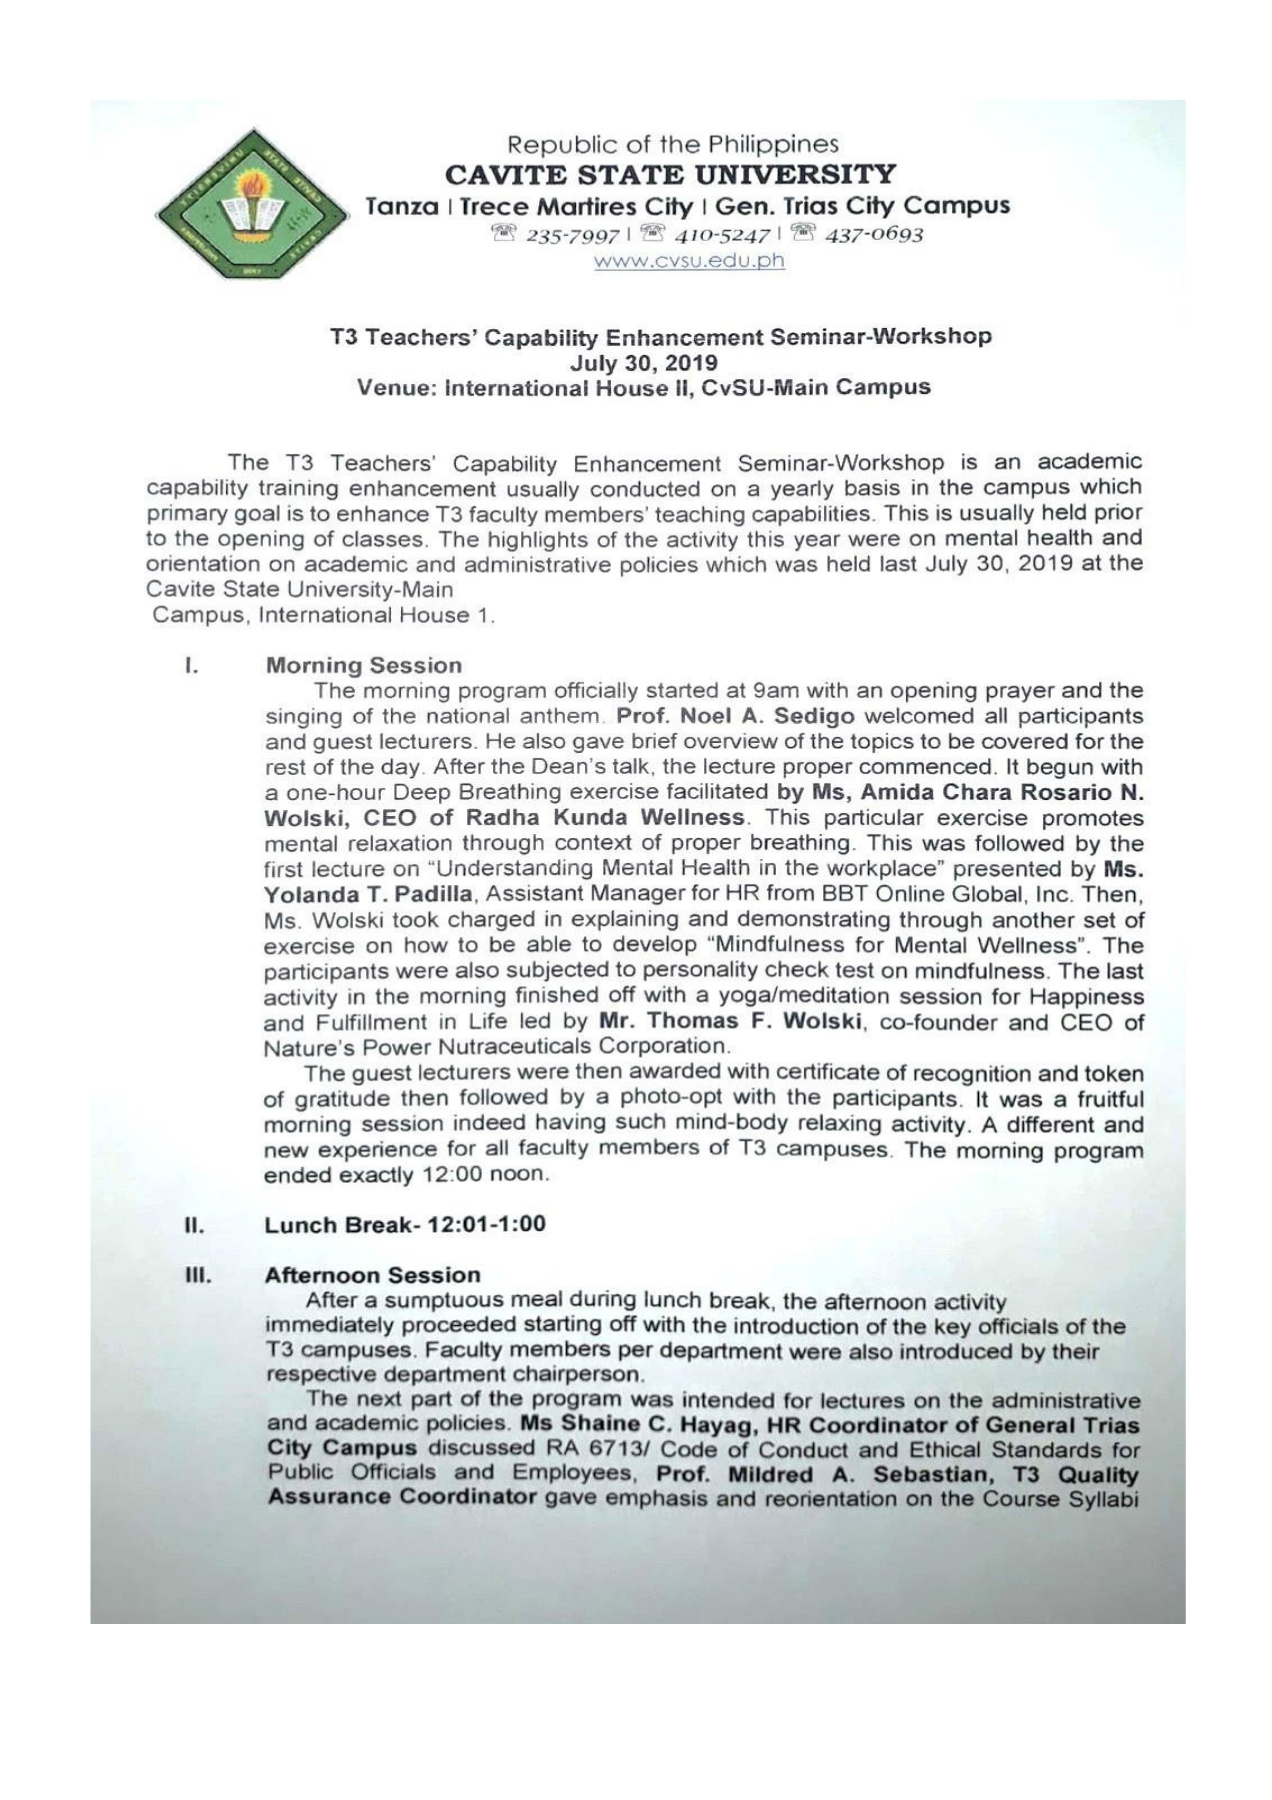 Republic of the Philippines
CAVITE STATE UNIVERSITY
Tanza | Trece Martires City | Gen. Trias City Campus
☏ 235-7997 | ☏ 410-5247 | ☏ 437-0693
www.cvsu.edu.ph
T3 Teachers' Capability Enhancement Seminar-Workshop
July 30, 2019
Venue: International House II, CvSU-Main Campus
The T3 Teachers' Capability Enhancement Seminar-Workshop is an academic
capability training enhancement usually conducted on a yearly basis in the campus which
primary goal is to enhance T3 faculty members' teaching capabilities. This is usually held prior
to the opening of classes. The highlights of the activity this year were on mental health and
orientation on academic and administrative policies which was held last July 30, 2019 at the
Cavite State University-Main
Campus, International House 1.
I. Morning Session
The morning program officially started at 9am with an opening prayer and the
singing of the national anthem. Prof. Noel A. Sedigo welcomed all participants
and guest lecturers. He also gave brief overview of the topics to be covered for the
rest of the day. After the Dean's talk, the lecture proper commenced. It begun with
a one-hour Deep Breathing exercise facilitated by Ms, Amida Chara Rosario N.
Wolski, CEO of Radha Kunda Wellness. This particular exercise promotes
mental relaxation through context of proper breathing. This was followed by the
first lecture on "Understanding Mental Health in the workplace" presented by Ms.
Yolanda T. Padilla, Assistant Manager for HR from BBT Online Global, Inc. Then,
Ms. Wolski took charged in explaining and demonstrating through another set of
exercise on how to be able to develop "Mindfulness for Mental Wellness". The
participants were also subjected to personality check test on mindfulness. The last
activity in the morning finished off with a yoga/meditation session for Happiness
and Fulfillment in Life led by Mr. Thomas F. Wolski, co-founder and CEO of
Nature's Power Nutraceuticals Corporation.
The guest lecturers were then awarded with certificate of recognition and token
of gratitude then followed by a photo-opt with the participants. It was a fruitful
morning session indeed having such mind-body relaxing activity. A different and
new experience for all faculty members of T3 campuses. The morning program
ended exactly 12:00 noon.
II. Lunch Break- 12:01-1:00
III. Afternoon Session
After a sumptuous meal during lunch break, the afternoon activity
immediately proceeded starting off with the introduction of the key officials of the
T3 campuses. Faculty members per department were also introduced by their
respective department chairperson.
The next part of the program was intended for lectures on the administrative
and academic policies. Ms Shaine C. Hayag, HR Coordinator of General Trias
City Campus discussed RA 6713/ Code of Conduct and Ethical Standards for
Public Officials and Employees, Prof. Mildred A. Sebastian, T3 Quality
Assurance Coordinator gave emphasis and reorientation on the Course Syllabi